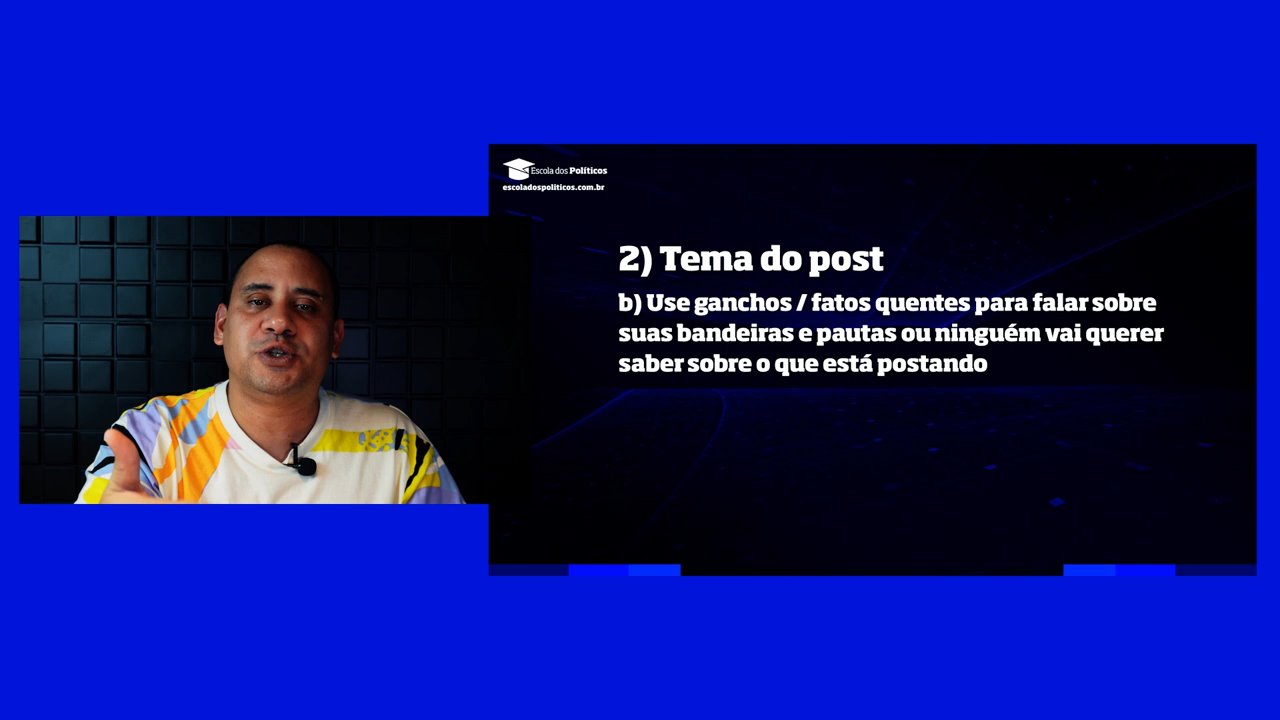 Escola dos Políticos
escoladospoliticos.com.br
2) Tema do post
b) Use ganchos / fatos quentes para falar sobre
suas bandeiras e pautas ou ninguém vai querer
saber sobre o que está postando